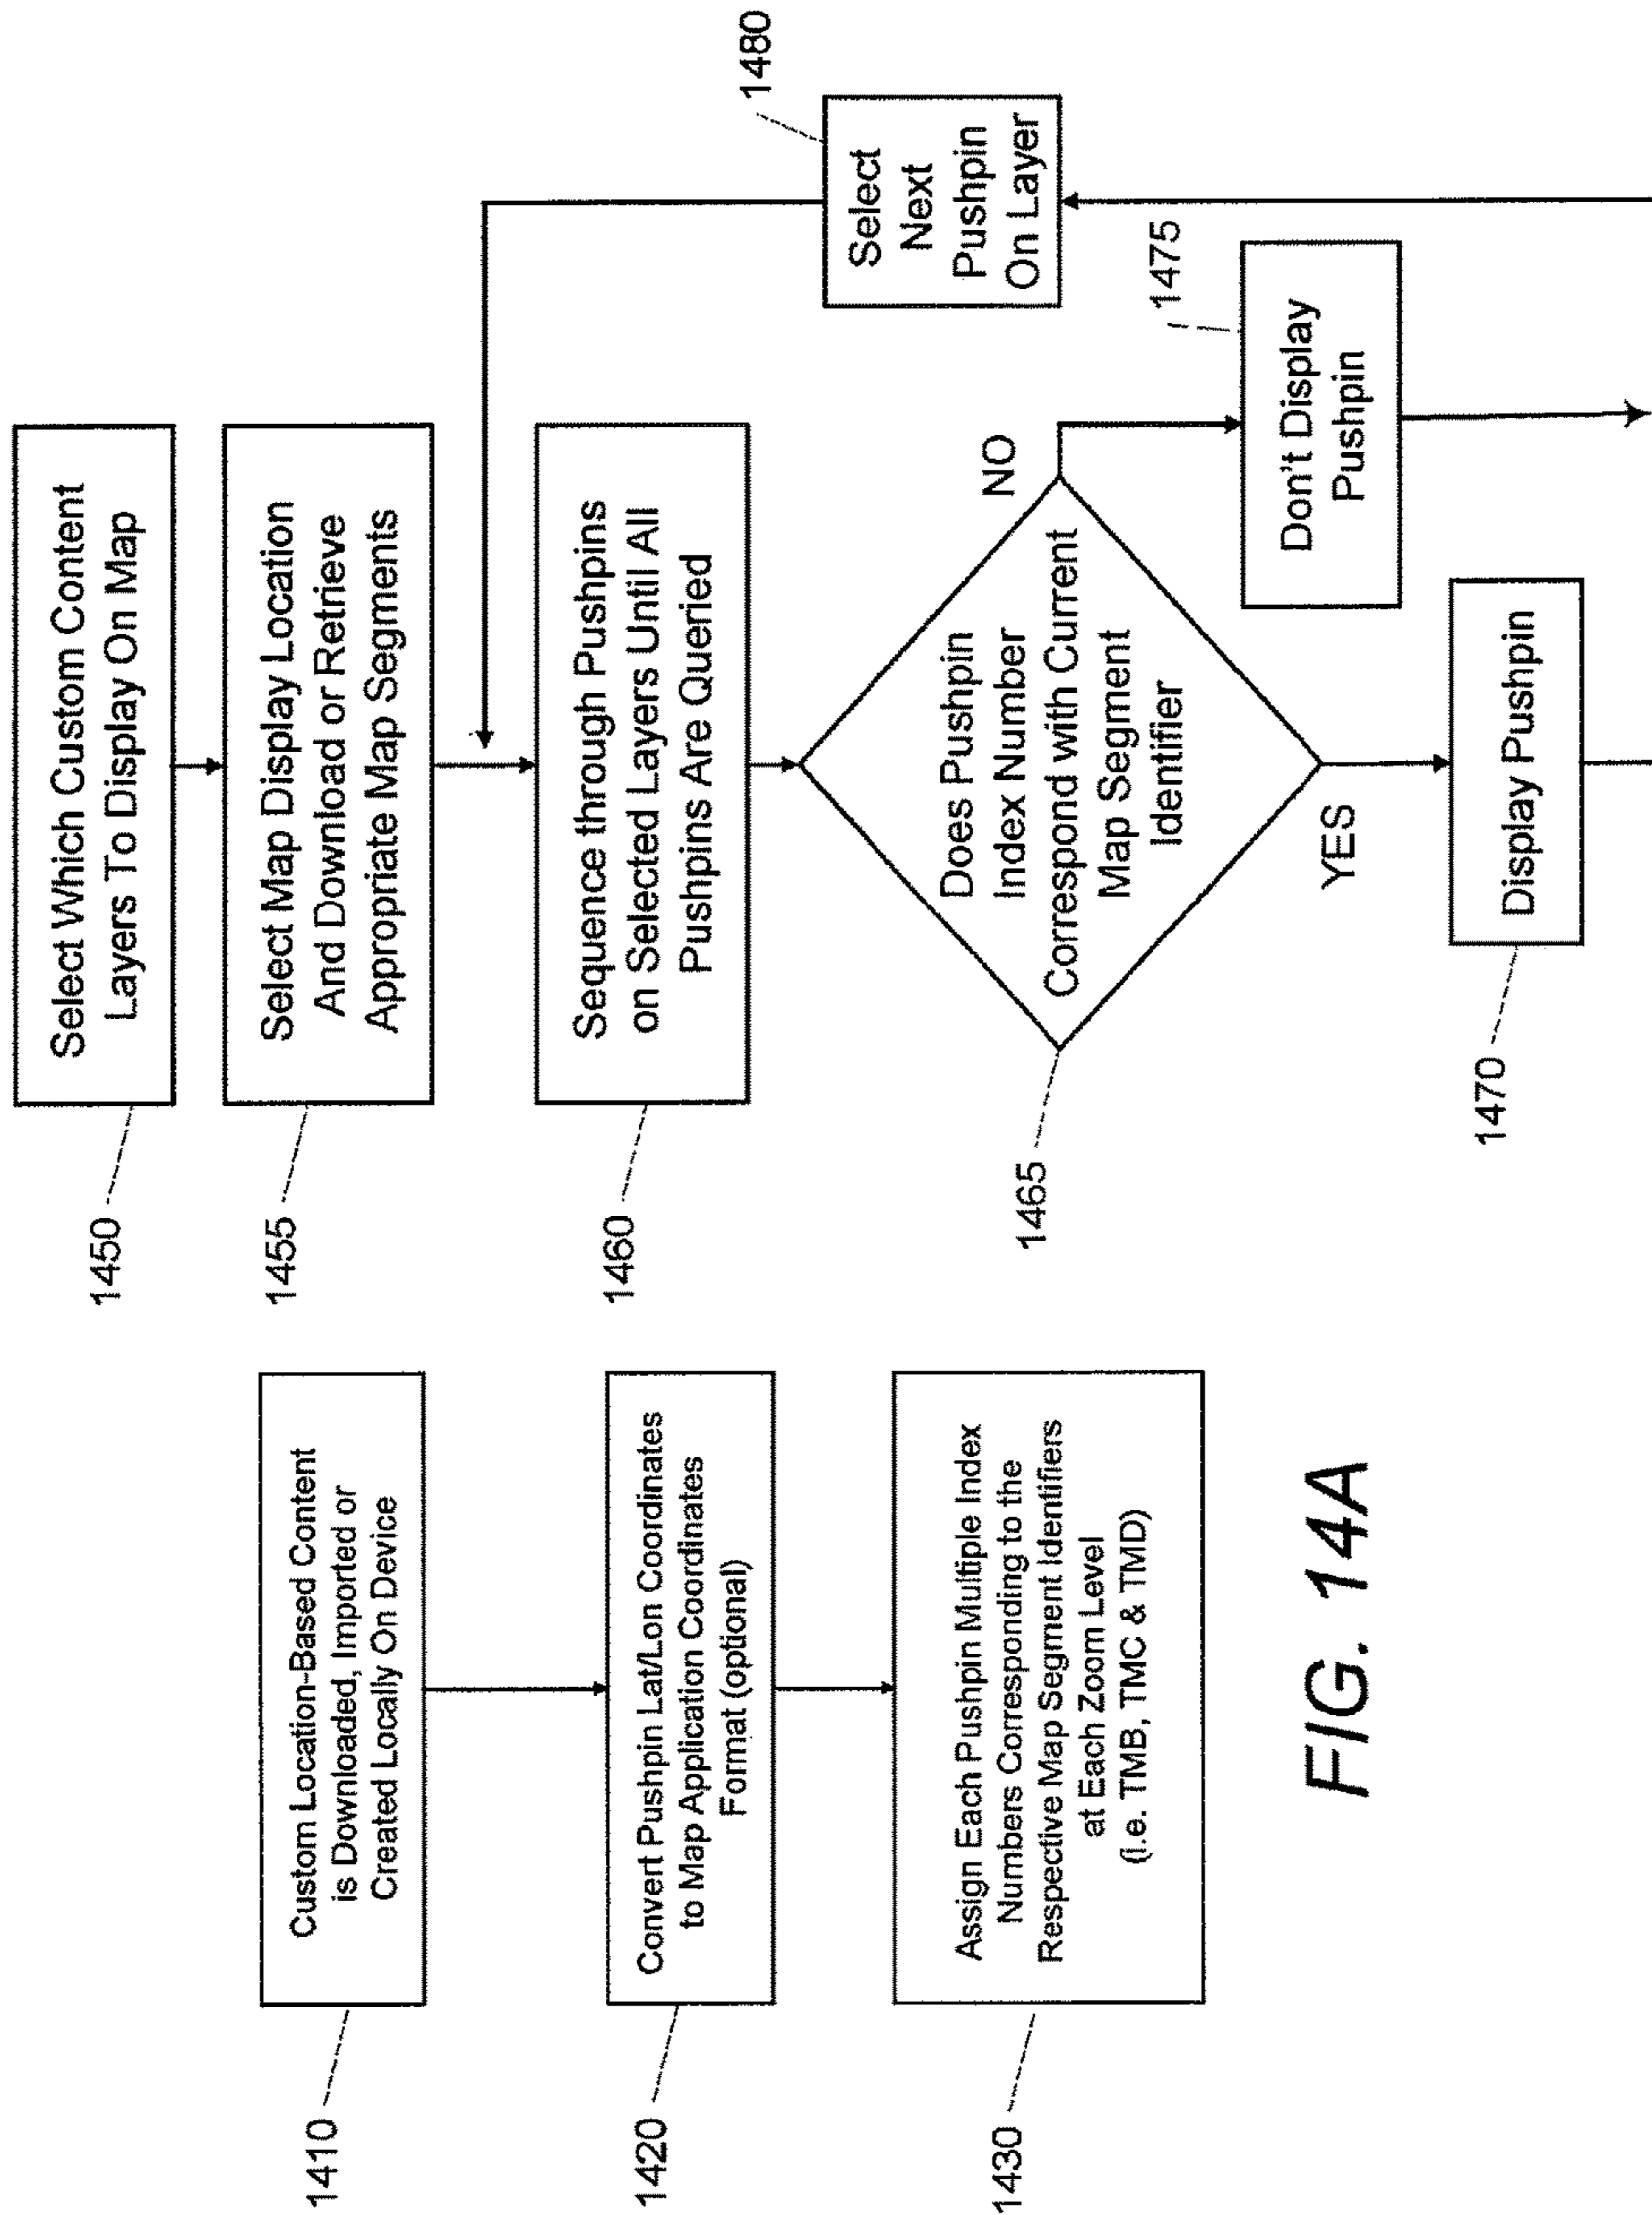 Custom Location-Based Content
is Downloaded, Imported or
Created Locally On Device
1410
Convert Pushpin Lat/Lon Coordinates
to Map Application Coordinates
Format (optional)
1420
Assign Each Pushpin Multiple Index
Numbers Corresponding to the
Respective Map Segment Identifiers
at Each Zoom Level
(i.e. TMB, TMC & TMD)
1430
FIG. 14A
Select Which Custom Content
Layers To Display On Map
1450
Select Map Display Location
And Download or Retrieve
Appropriate Map Segments
1455
Sequence through Pushpins
on Selected Layers Until All
Pushpins Are Queried
1460
Does Pushpin
Index Number
Correspond with Current
Map Segment
Identifier
1465
NO
YES
Display Pushpin
1470
Don't Display
Pushpin
1475
Select
Next
Pushpin
On Layer
1480